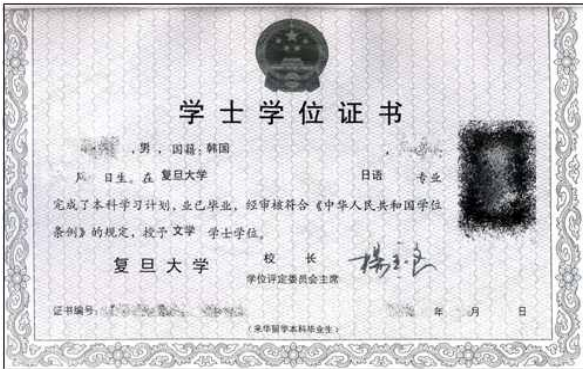 学士学位证书
，男，国籍：韩国 ，
月 日生。在 复旦大学 日语 专业
完成了本科学习计划，业已毕业，经审核符合《中华人民共和国学位
条例》的规定，授予 文学 学士学位。
复旦大学 校 长
学位评定委员会主席
证书编号： 年 月 日
（来华留学本科毕业生）